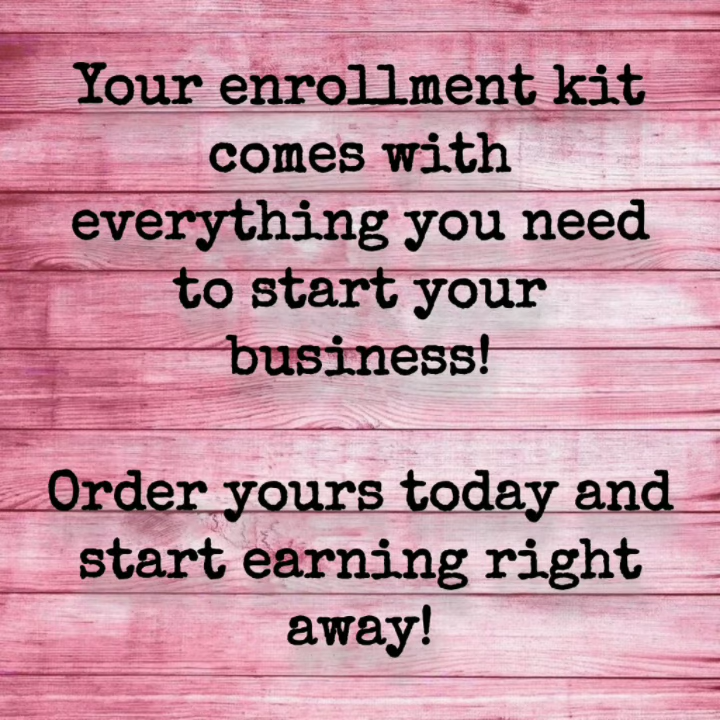 Your enrollment kit
comes with
everything you need
to start your
business!
Order yours today and
start earning right
away!